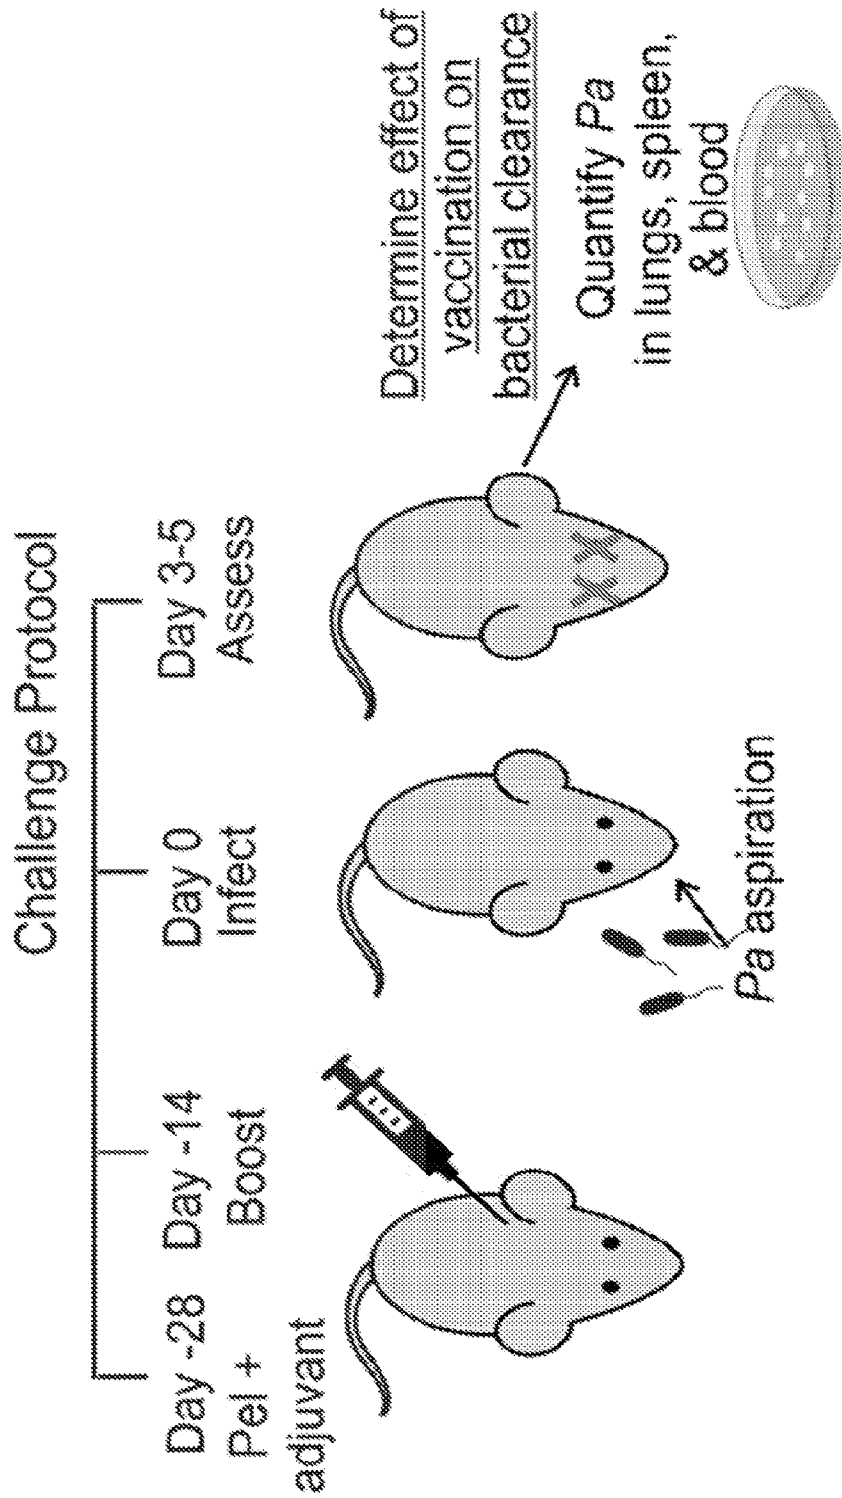 Challenge Protocol
Day -28
Pel +
adjuvant
Day -14
Boost
Day 0
Infect
Day 3-5
Assess
Pa aspiration
Determine effect of
vaccination on
bacterial clearance
Quantify Pa
in lungs, spleen,
& blood